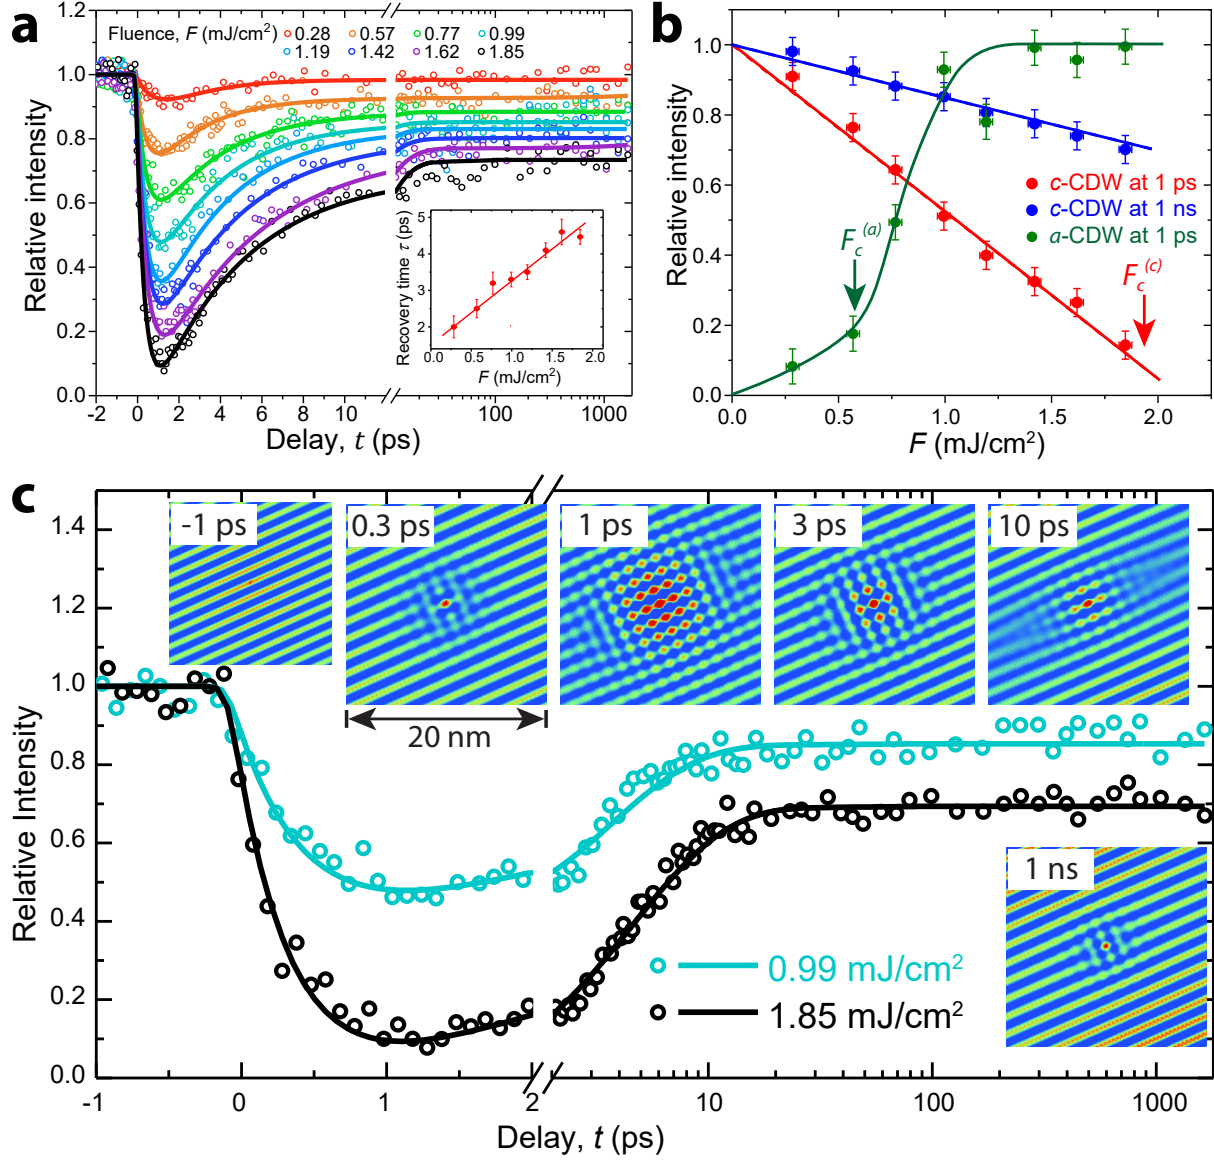 a
Fluence, F (mJ/cm²)
0.28 0.57 0.77 0.99
1.19 1.42 1.62 1.85
Relative intensity
1.2
1.0
0.8
0.6
0.4
0.2
0.0
-2 0 2 4 6 8 10 100 1000
Delay, t (ps)
Recovery time τ (ps)
5
4
3
2
0.0 0.5 1.0 1.5 2.0
F (mJ/cm²)
b
Relative intensity
1.0
0.8
0.6
0.4
0.2
0.0
c-CDW at 1 ps
c-CDW at 1 ns
a-CDW at 1 ps
Fc(a)
Fc(c)
0.0 0.5 1.0 1.5 2.0
F (mJ/cm²)
c
Relative Intensity
1.4
1.2
1.0
0.8
0.6
0.4
0.2
0.0
-1 ps
0.3 ps
1 ps
3 ps
10 ps
20 nm
1 ns
0.99 mJ/cm²
1.85 mJ/cm²
-1 0 1 2 10 100 1000
Delay, t (ps)